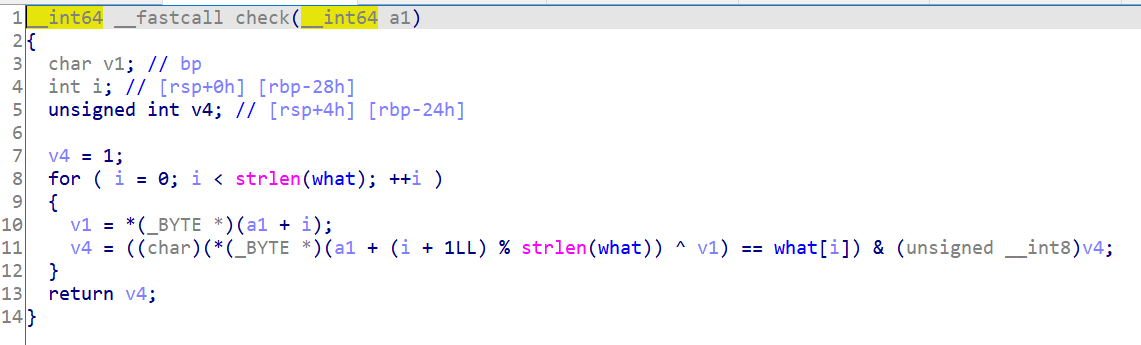 1 __int64 __fastcall check(__int64 a1)
2 {
3   char v1; // bp
4   int i; // [rsp+0h] [rbp-28h]
5   unsigned int v4; // [rsp+4h] [rbp-24h]
6
7   v4 = 1;
8   for ( i = 0; i < strlen(what); ++i )
9   {
10     v1 = *(_BYTE *)(a1 + i);
11     v4 = ((char)(*(_BYTE *)(a1 + (i + 1LL) % strlen(what)) ^ v1) == what[i]) & (unsigned __int8)v4;
12   }
13   return v4;
14 }